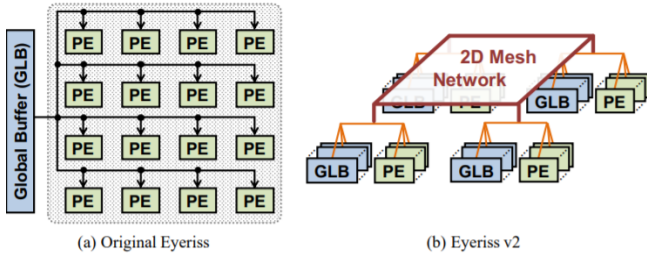 Global Buffer (GLB)
PE PE PE PE
PE PE PE PE
PE PE PE PE
PE PE PE PE
(a) Original Eyeriss
2D Mesh
Network
GLB PE GLB PE
GLB PE GLB PE
(b) Eyeriss v2